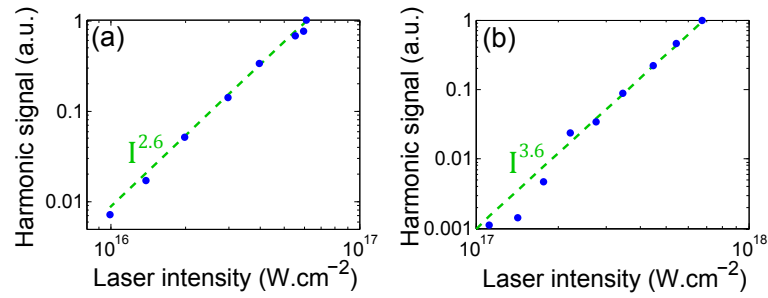 (a)
Harmonic signal (a.u.)
1
0.1
0.01
I^2.6
10^16
10^17
Laser intensity (W.cm^−2)
(b)
Harmonic signal (a.u.)
1
0.1
0.01
0.001
I^3.6
10^17
10^18
Laser intensity (W.cm^−2)